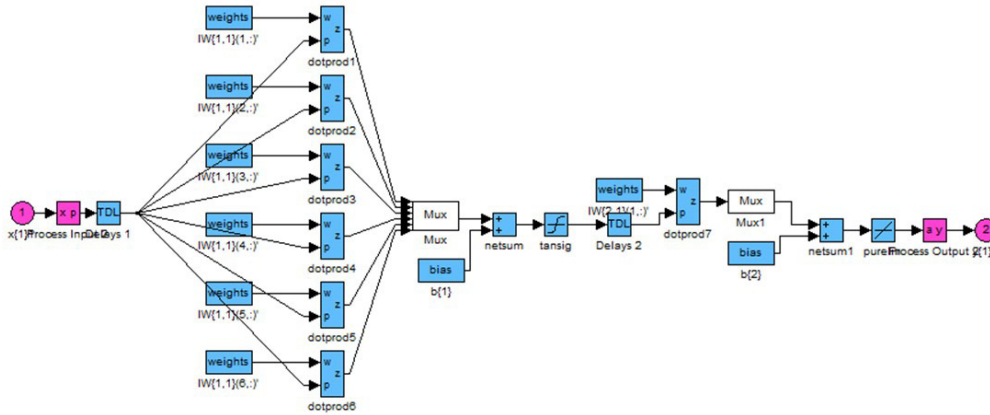 weights
w
z
p
IW{1,1}(1,:)'
dotprod1
weights
w
z
p
IW{1,1}(2,:)'
dotprod2
weights
w
z
p
IW{1,1}(3,:)'
dotprod3
1
x p
TDL
x{1}
Process Input 1
Delays 1
weights
w
z
p
IW{1,1}(4,:)'
dotprod4
weights
w
z
p
IW{1,1}(5,:)'
dotprod5
weights
w
z
p
IW{1,1}(6,:)'
dotprod6
Mux
Mux
bias
b{1}
+
+
netsum
tansig
TDL
Delays 2
weights
IW{2,1}(1,:)'
w
z
p
dotprod7
Mux
Mux1
bias
b{2}
+
+
netsum1
purelin
a y
Process Output 2
2